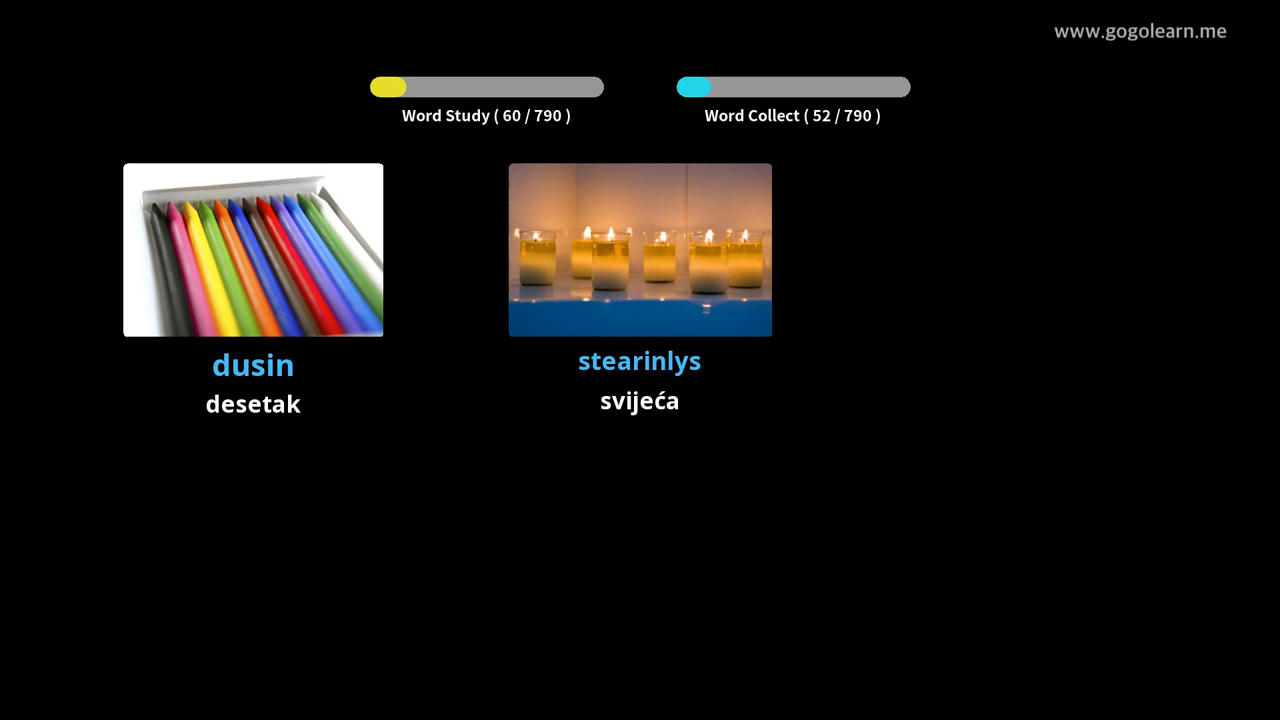 www.gogolearn.me
Word Study ( 60 / 790 )
Word Collect ( 52 / 790 )
dusin
desetak
stearinlys
svijeća